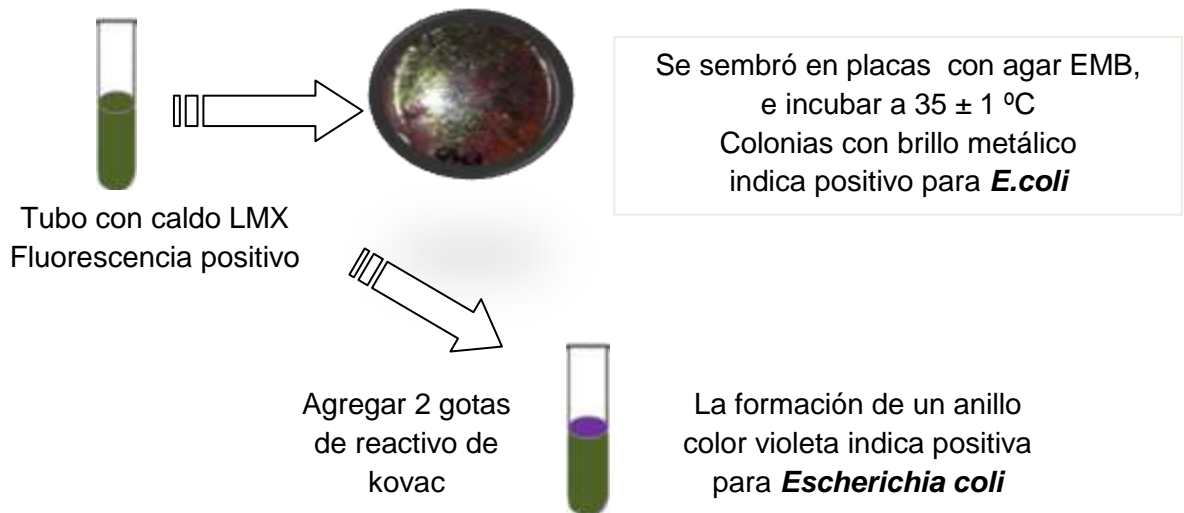 Se sembró en placas con agar EMB,
e incubar a 35 ± 1 ºC
Colonias con brillo metálico
indica positivo para E.coli
Tubo con caldo LMX
Fluorescencia positivo
Agregar 2 gotas
de reactivo de
kovac
La formación de un anillo
color violeta indica positiva
para Escherichia coli